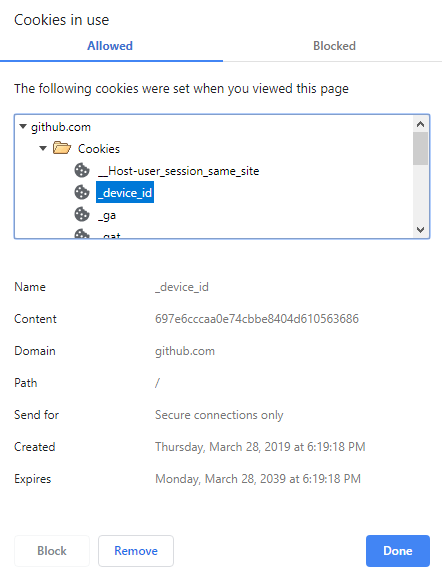 Cookies in use
Allowed Blocked
The following cookies were set when you viewed this page
github.com
Cookies
__Host-user_session_same_site
_device_id
_ga
_gat
Name _device_id
Content 697e6cccaa0e74cbbe8404d610563686
Domain github.com
Path /
Send for Secure connections only
Created Thursday, March 28, 2019 at 6:19:18 PM
Expires Monday, March 28, 2039 at 6:19:18 PM
Block Remove Done